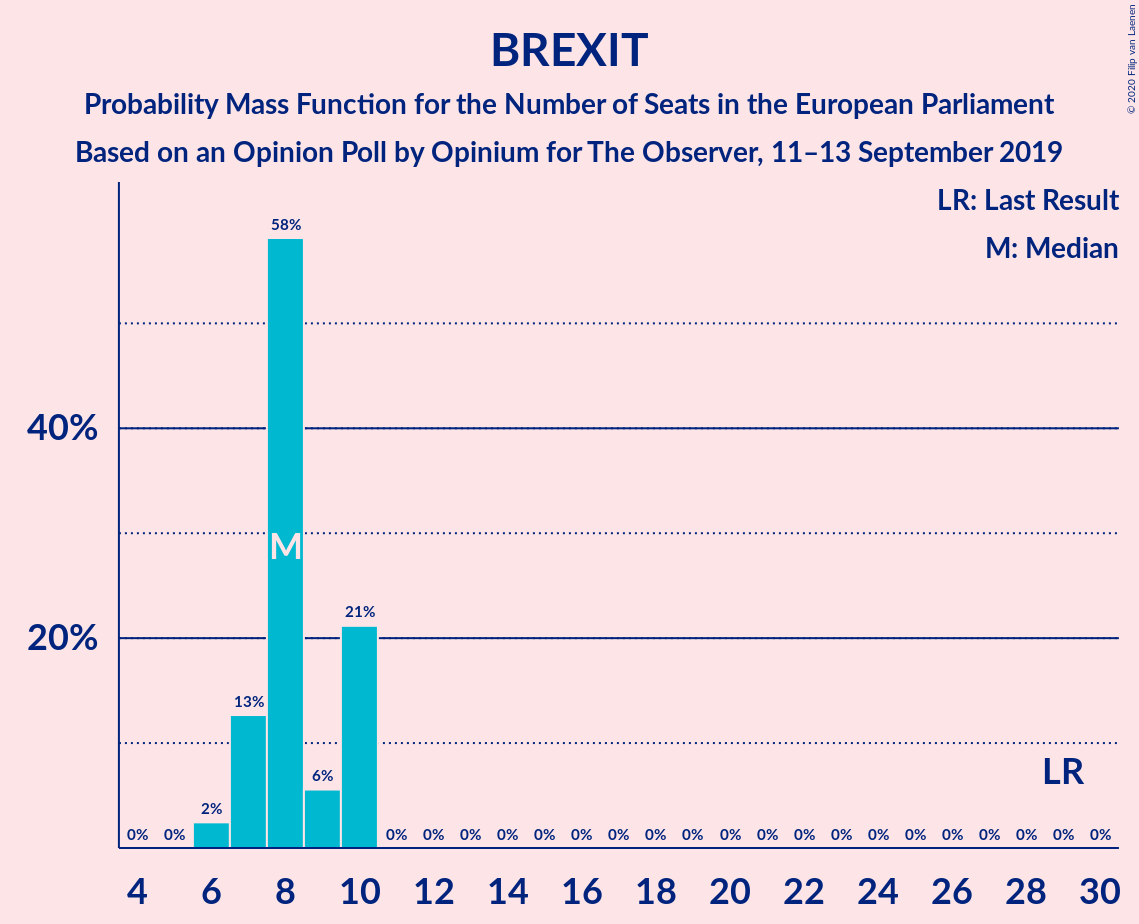 BREXIT
Probability Mass Function for the Number of Seats in the European Parliament
Based on an Opinion Poll by Opinium for The Observer, 11–13 September 2019
© 2020 Filip van Laenen
LR: Last Result
M: Median
58%
40%
M
21%
20%
13%
LR
6%
2%
0% 0% 0% 0% 0% 0% 0% 0% 0% 0% 0% 0% 0% 0% 0% 0% 0% 0% 0% 0% 0% 0%
4 6 8 10 12 14 16 18 20 22 24 26 28 30